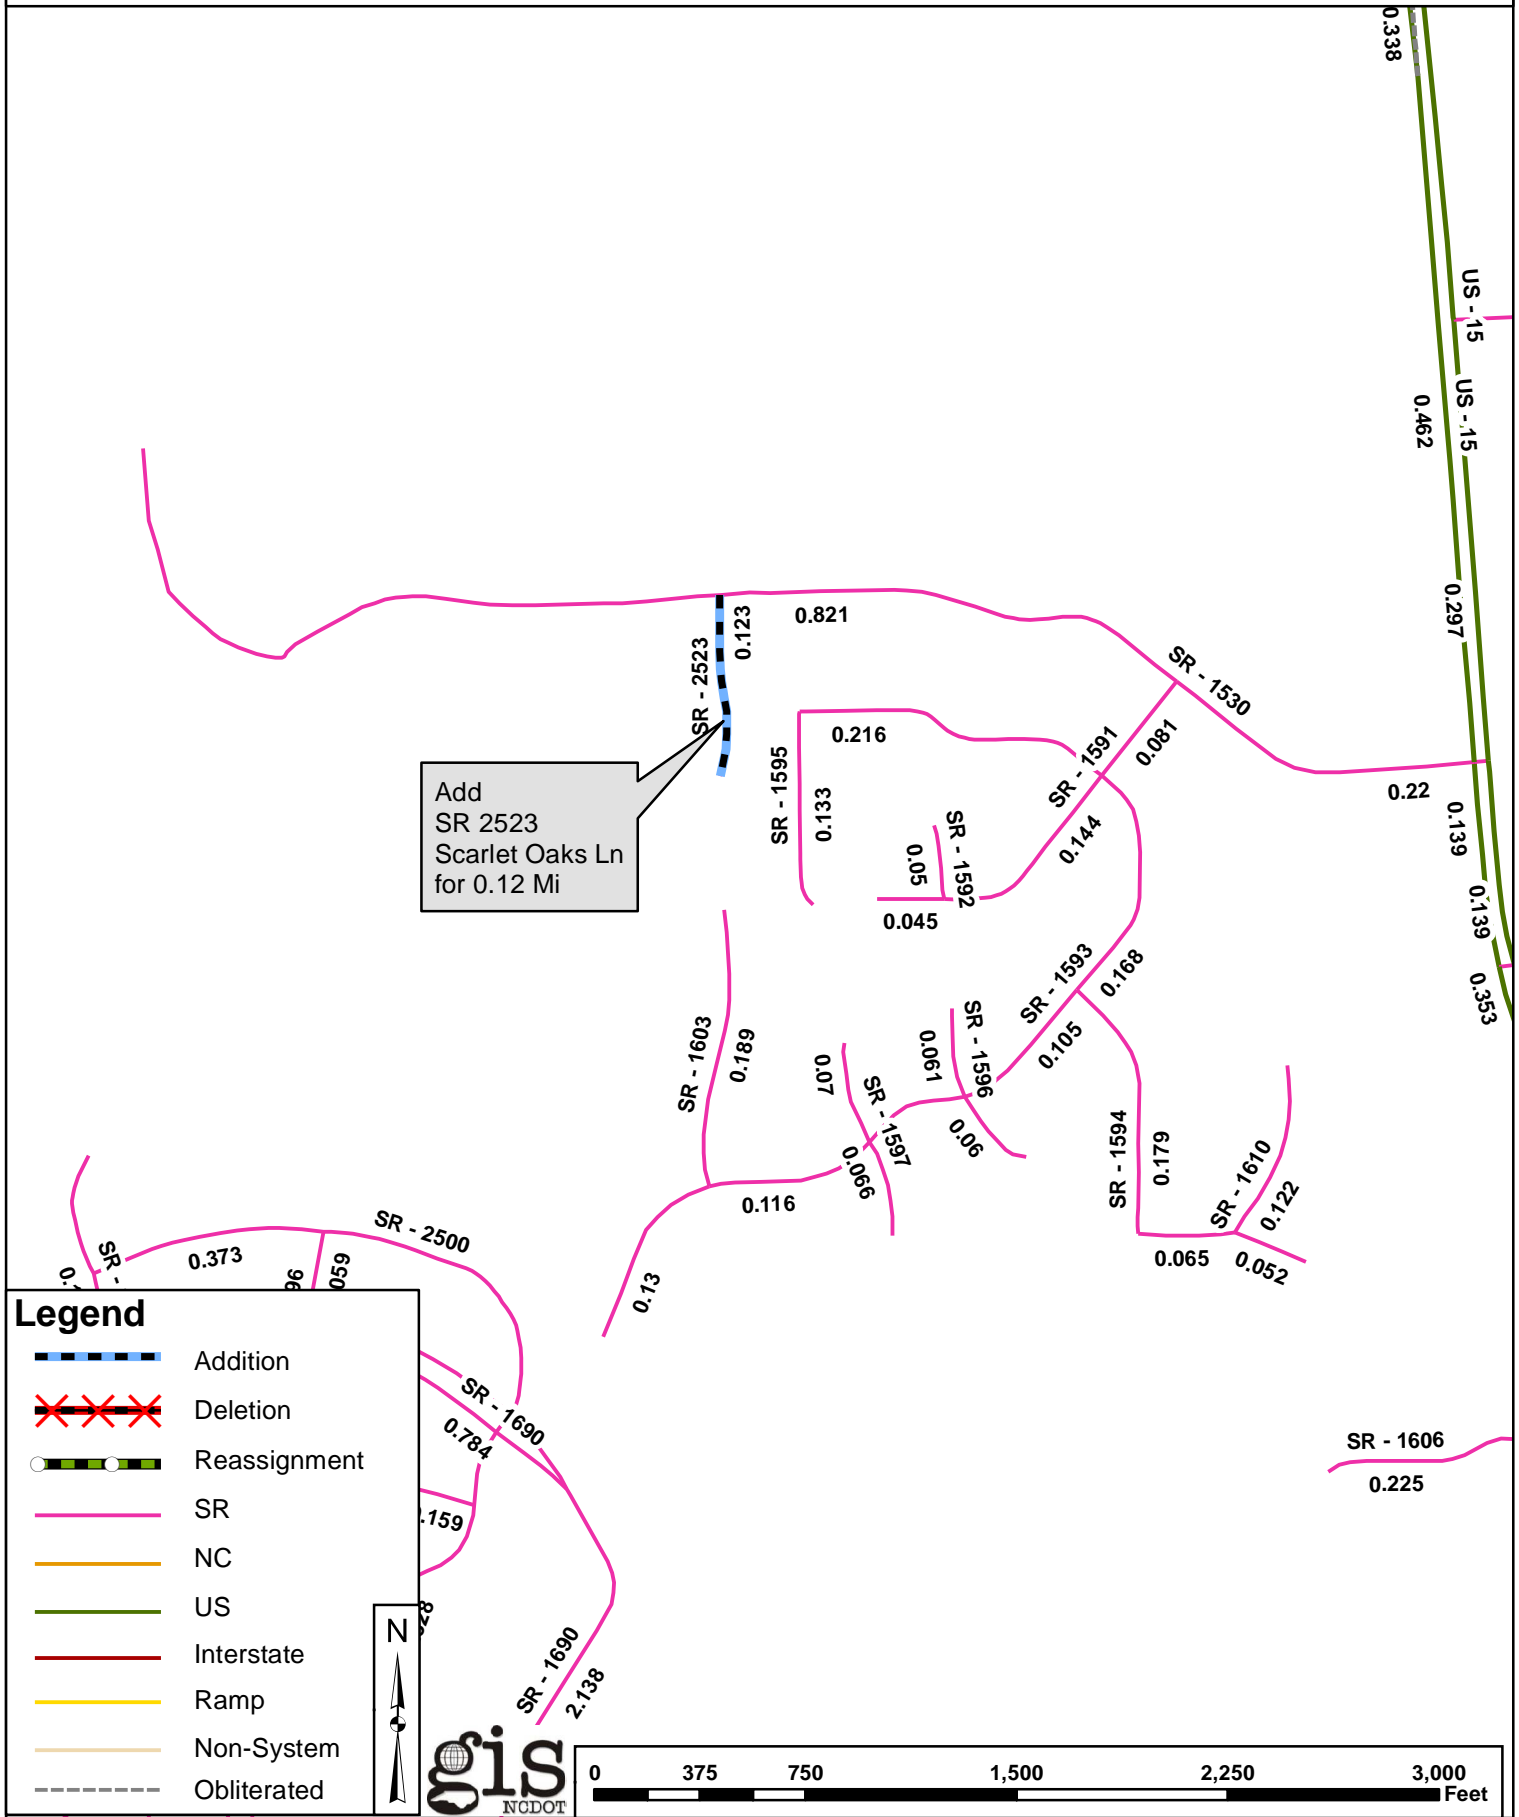 0.338
US - 15
US - 15
0.462
0.297
0.821
0.123
SR - 2523
SR - 1530
0.216
SR - 1591
0.081
0.22
SR - 1595
0.133
Add
SR 2523
Scarlet Oaks Ln
for 0.12 Mi
0.05
SR - 1592
0.144
0.139
0.045
0.139
SR - 1593
0.168
0.353
SR - 1603
0.189
0.07
0.061
SR - 1596
0.105
SR - 1597
0.06
0.066
SR - 1594
0.179
SR - 1610
0.122
0.116
0.065
0.052
0.13
SR - 2500
SR -
0.373
96
059
SR - 1690
0.784
.159
SR - 1606
0.225
SR - 1690
2.138
Legend
Addition
Deletion
Reassignment
SR
NC
US
Interstate
Ramp
Non-System
Obliterated
N
gis
NCDOT
0 375 750 1,500 2,250 3,000
Feet